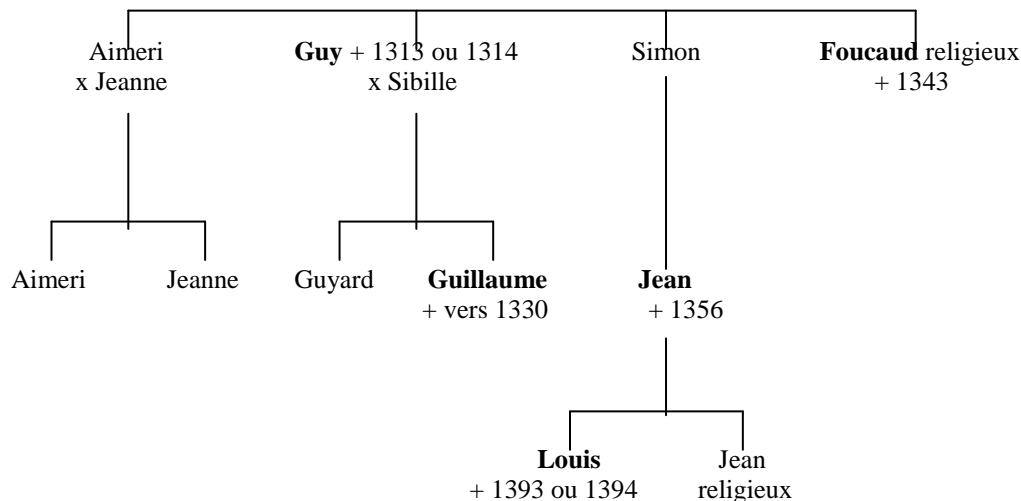 Aimeri Guy + 1313 ou 1314 Simon Foucaud religieux
x Jeanne x Sibille + 1343
Aimeri Jeanne Guyard Guillaume Jean
+ vers 1330 + 1356
Louis Jean
+ 1393 ou 1394 religieux